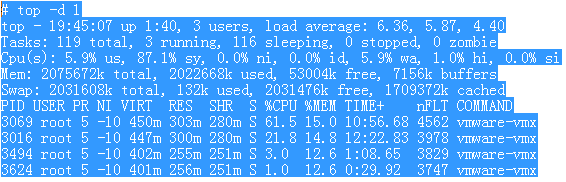 # top -d 1
top - 19:45:07 up 1:40, 3 users, load average: 6.36, 5.87, 4.40
Tasks: 119 total, 3 running, 116 sleeping, 0 stopped, 0 zombie
Cpu(s): 5.9% us, 87.1% sy, 0.0% ni, 0.0% id, 5.9% wa, 1.0% hi, 0.0% si
Mem: 2075672k total, 2022668k used, 53004k free, 7156k buffers
Swap: 2031608k total, 132k used, 2031476k free, 1709372k cached
PID USER PR NI VIRT RES SHR S %CPU %MEM TIME+ nFLT COMMAND
3069 root 5 -10 450m 303m 280m S 61.5 15.0 10:56.68 4562 vmware-vmx
3016 root 5 -10 447m 300m 280m S 21.8 14.8 12:22.83 3978 vmware-vmx
3494 root 5 -10 402m 255m 251m S 3.0 12.6 1:08.65 3829 vmware-vmx
3624 root 5 -10 401m 256m 251m S 1.0 12.6 0:29.92 3747 vmware-vmx